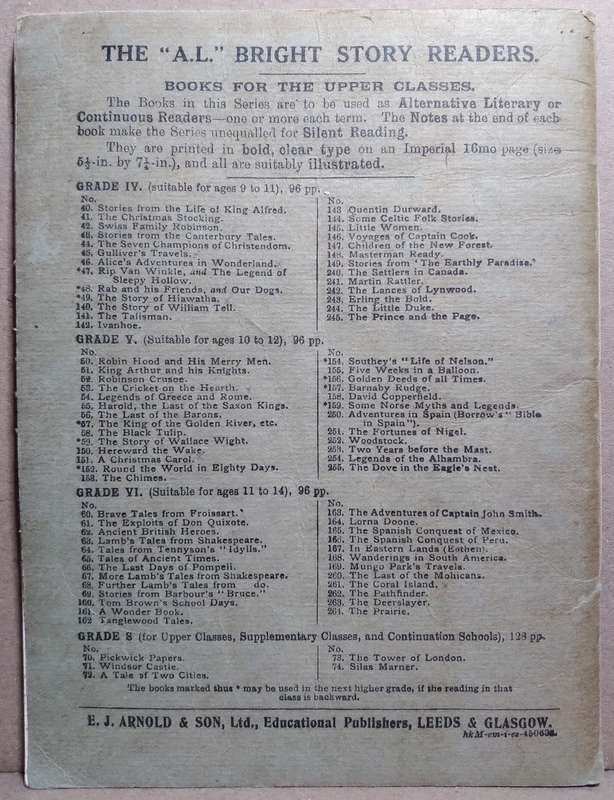 THE "A.L." BRIGHT STORY READERS.
BOOKS FOR THE UPPER CLASSES.
The Books in this Series are to be used as Alternative Literary or
Continuous Readers—one or more each term. The Notes at the end of each
book make the Series unequalled for Silent Reading.
They are printed in bold, clear type on an Imperial 16mo page (size
5½-in. by 7¼-in.), and all are suitably illustrated.
GRADE IV. (suitable for ages 9 to 11), 96 pp.
No.
40. Stories from the Life of King Alfred.
41. The Christmas Stocking.
42. Swiss Family Robinson.
43. Stories from the Canterbury Tales.
44. The Seven Champions of Christendom.
45. Gulliver's Travels.
46. Alice's Adventures in Wonderland.
*47. Rip Van Winkle, and The Legend of
Sleepy Hollow.
*48. Rab and his Friends, and Our Dogs.
*49. The Story of Hiawatha.
140. The Story of William Tell.
141. The Talisman.
142. Ivanhoe.
No.
143 Quentin Durward.
144. Some Celtic Folk Stories.
145. Little Women.
146. Voyages of Captain Cook.
147. Children of the New Forest.
148. Masterman Ready.
149. Stories from 'The Earthly Paradise.'
240. The Settlers in Canada.
241. Martin Rattler.
242. The Lances of Lynwood.
243. Erling the Bold.
244. The Little Duke.
245. The Prince and the Page.
GRADE V. (Suitable for ages 10 to 12), 96 pp.
No.
50. Robin Hood and His Merry Men.
51. King Arthur and his Knights.
52. Robinson Crusoe.
53. The Cricket on the Hearth.
54. Legends of Greece and Rome.
55. Harold, the Last of the Saxon Kings.
56. The Last of the Barons.
*57. The King of the Golden River, etc.
58. The Black Tulip.
*59. The Story of Wallace Wight.
150. Hereward the Wake.
151. A Christmas Carol.
*152. Round the World in Eighty Days.
153. The Chimes.
No.
*154. Southey's "Life of Nelson."
155. Five Weeks in a Balloon.
*156. Golden Deeds of all Times.
*157. Barnaby Rudge.
158. David Copperfield.
*159. Some Norse Myths and Legends.
250. Adventures in Spain (Borrow's "Bible
in Spain").
251. The Fortunes of Nigel.
252. Woodstock.
253. Two Years before the Mast.
254. Legends of the Alhambra.
255. The Dove in the Eagle's Nest.
GRADE VI. (Suitable for ages 11 to 14), 96 pp.
No.
60. Brave Tales from Froissart.
61. The Exploits of Don Quixote.
62. Ancient British Heroes.
63. Lamb's Tales from Shakespeare.
64. Tales from Tennyson's "Idylls."
65. Tales of Ancient Times.
66. The Last Days of Pompeii.
67. More Lamb's Tales from Shakespeare.
68. Further Lamb's Tales from do.
69. Stories from Barbour's "Bruce."
160. Tom Brown's School Days.
161. A Wonder Book.
162 Tanglewood Tales.
No.
163. The Adventures of Captain John Smith.
164. Lorna Doone.
165. The Spanish Conquest of Mexico.
166. The Spanish Conquest of Peru.
167. In Eastern Lands (Eothen).
168. Wanderings in South America.
169. Mungo Park's Travels.
260. The Last of the Mohicans.
261. The Coral Island.
262. The Pathfinder.
263. The Deerslayer.
264. The Prairie.
GRADE 8 (for Upper Classes, Supplementary Classes, and Continuation Schools), 128 pp.
No.
70. Pickwick Papers.
71. Windsor Castle.
72. A Tale of Two Cities.
No.
73. The Tower of London.
74. Silas Marner.
The books marked thus * may be used in the next higher grade, if the reading in that
class is backward.
E. J. ARNOLD & SON, Ltd., Educational Publishers, LEEDS & GLASGOW.